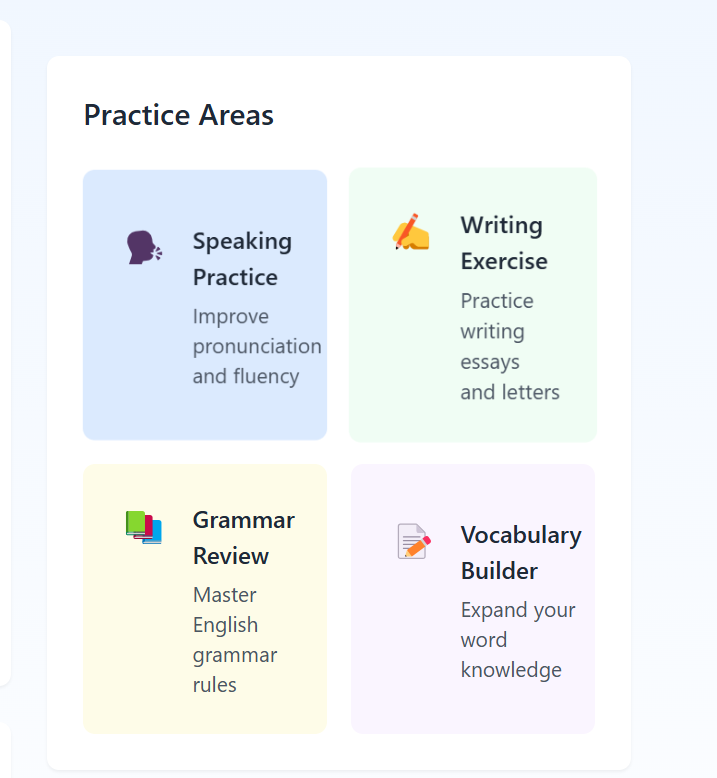 Practice Areas
Speaking
Practice
Improve
pronunciation
and fluency
Writing
Exercise
Practice
writing
essays
and letters
Grammar
Review
Master
English
grammar
rules
Vocabulary
Builder
Expand your
word
knowledge